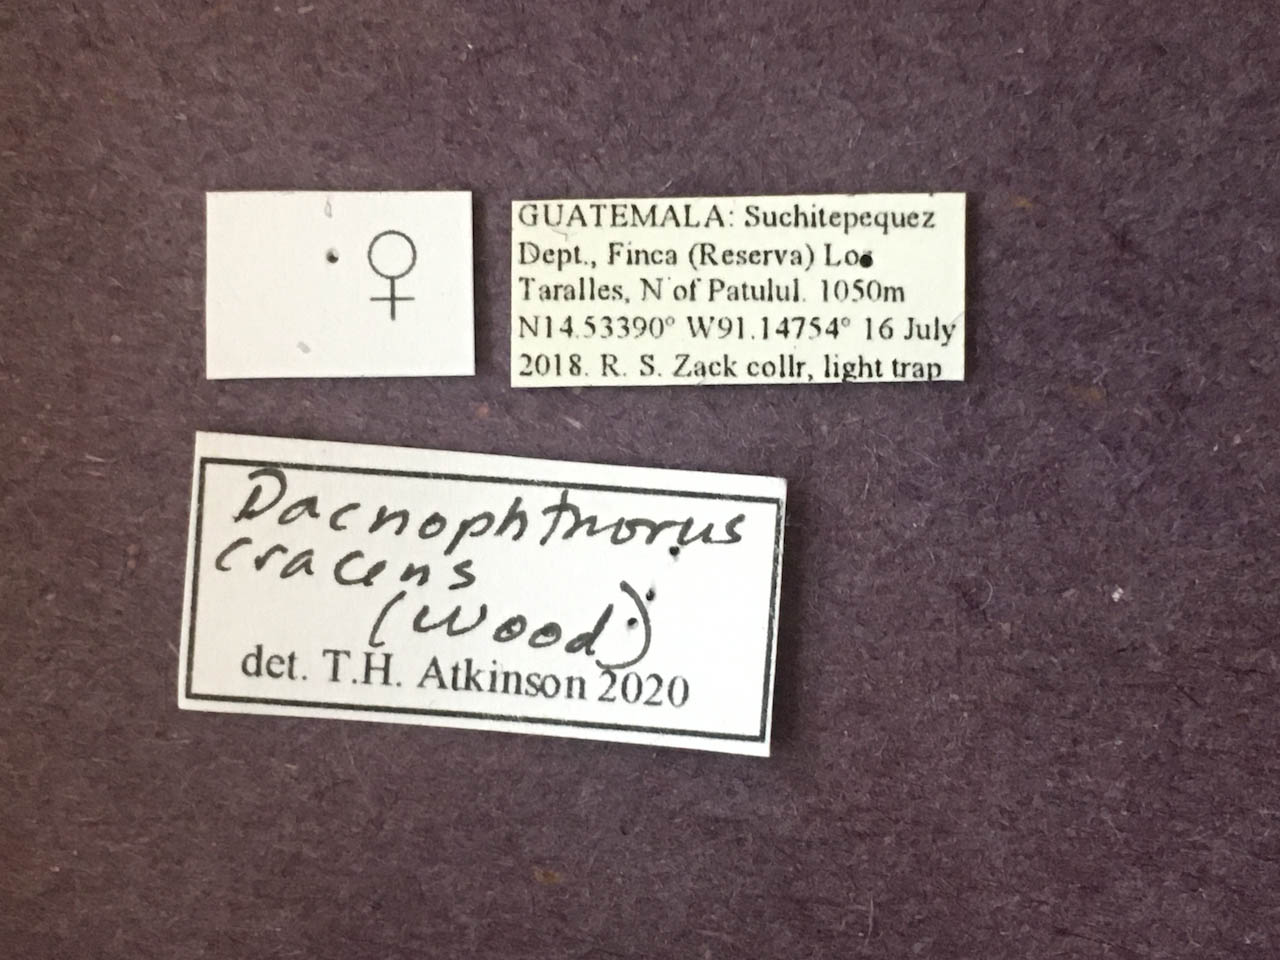 ♀
GUATEMALA: Suchitepequez
Dept., Finca (Reserva) Los
Taralles, N of Patulul. 1050m
N14.53390° W91.14754° 16 July
2018. R. S. Zack collr, light trap
Dacnophthorus
cracens
(Wood)
det. T.H. Atkinson 2020